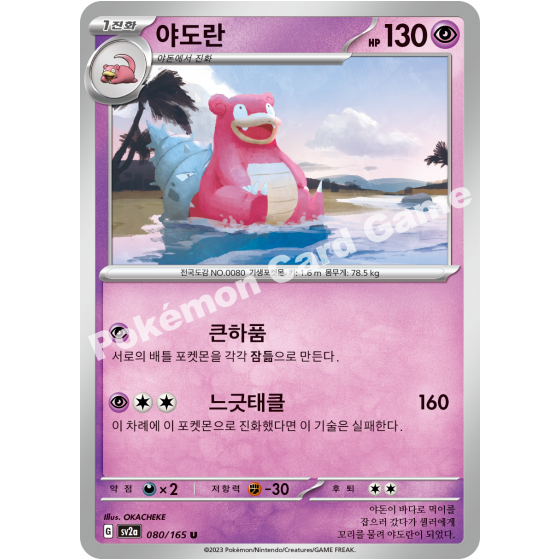 1진화
야도란
HP 130
야돈에서 진화
전국도감 NO.0080 기생포켓몬 키: 1.6 m 몸무게: 78.5 kg
Pokémon Card Game
큰하품
서로의 배틀 포켓몬을 각각 잠듦으로 만든다.
느긋태클 160
이 차례에 이 포켓몬으로 진화했다면 이 기술은 실패한다.
약점 ×2 저항력 -30 후퇴
Illus. OKACHEKE
G sv2a 080/165 U
야돈이 바다로 먹이를
잡으러 갔다가 셀러에게
꼬리를 물려 야도란이 되었다.
©2023 Pokémon/Nintendo/Creatures/GAME FREAK.